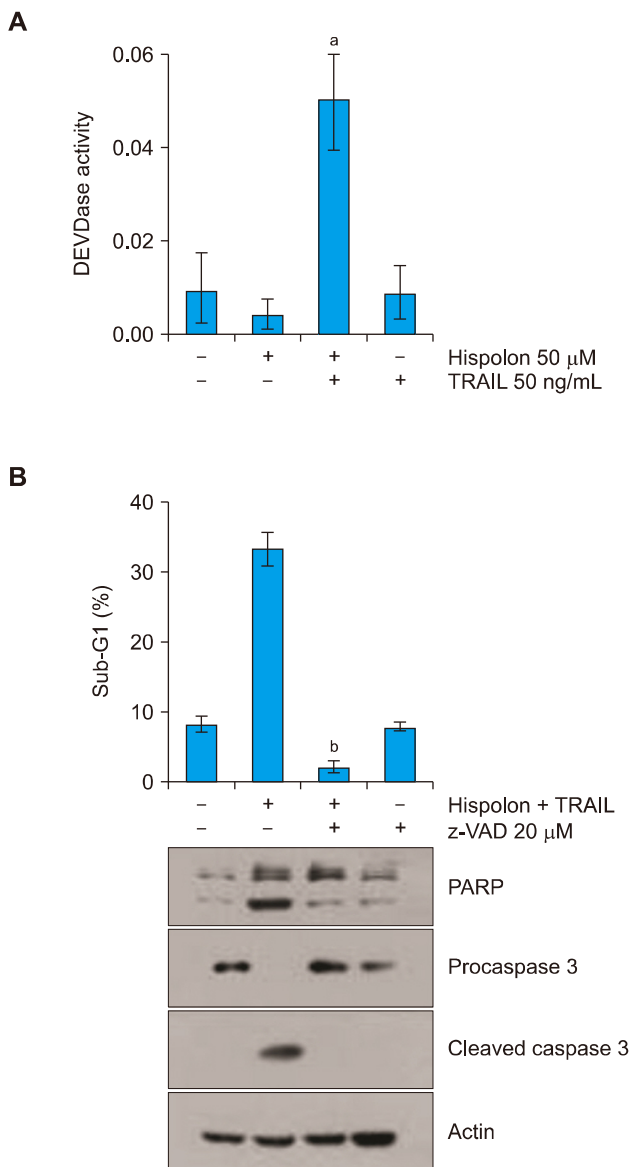 A
a
0.06
0.04
0.02
0.00
DEVDase activity
– + + – Hispolon 50 μM
– – + + TRAIL 50 ng/mL
B
40
30
20
10
0
Sub-G1 (%)
b
– + + – Hispolon + TRAIL
– – + + z-VAD 20 μM
PARP
Procaspase 3
Cleaved caspase 3
Actin